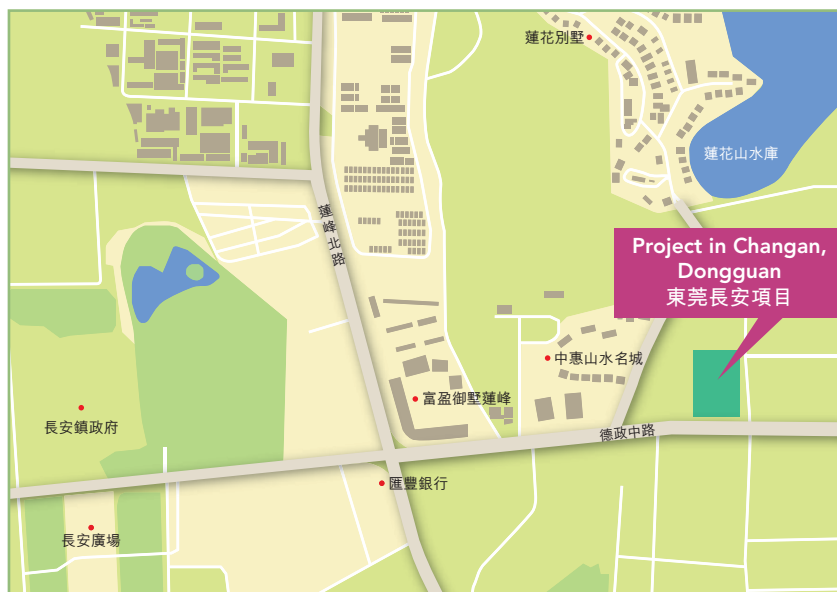 蓮花別墅
蓮花山水庫
蓮峰北路
Project in Changan,
Dongguan
東莞長安項目
中惠山水名城
富盈御墅蓮峰
長安鎮政府
德政中路
匯豐銀行
長安廣場